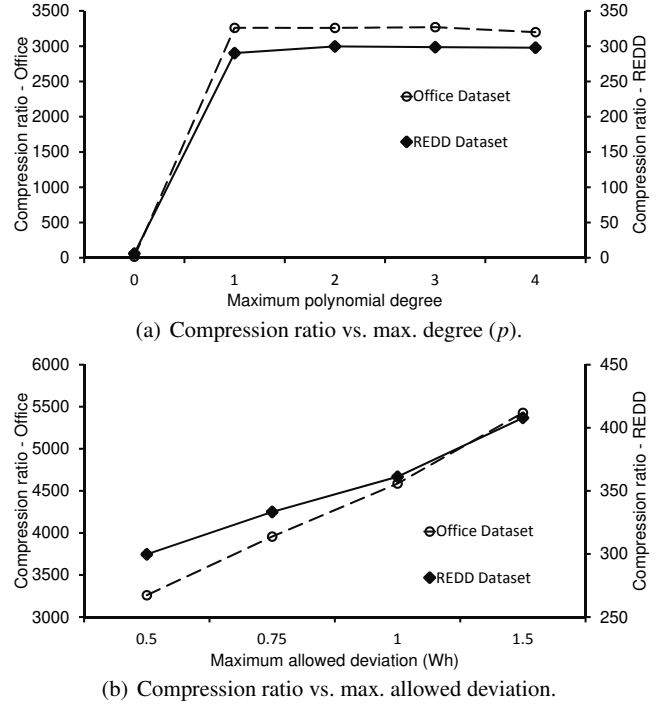 3500
3000
2500
2000
1500
1000
500
0
Compression ratio - Office
350
300
250
200
150
100
50
0
Compression ratio - REDD
Office Dataset
REDD Dataset
0 1 2 3 4
Maximum polynomial degree
(a) Compression ratio vs. max. degree (p).
6000
5500
5000
4500
4000
3500
3000
Compression ratio - Office
450
400
350
300
250
Compression ratio - REDD
Office Dataset
REDD Dataset
0.5 0.75 1 1.5
Maximum allowed deviation (Wh)
(b) Compression ratio vs. max. allowed deviation.